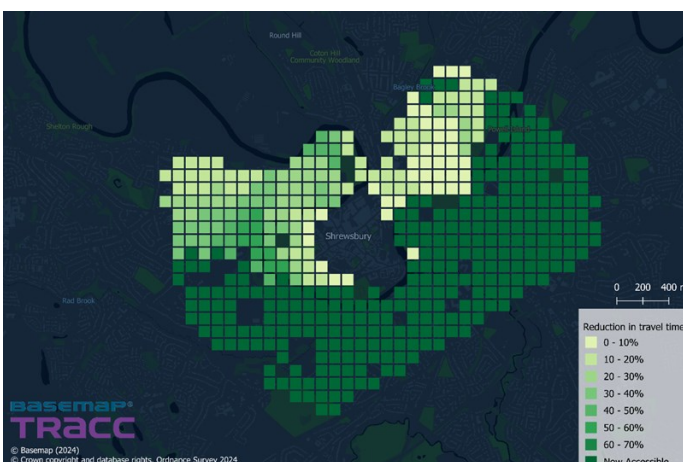 Round Hill
Coton Hill
Community Woodland
Bagley Brook
Shelton Rough
Shrewsbury
Rad Brook
0 200 400 m
Reduction in travel time
0 - 10%
10 - 20%
20 - 30%
30 - 40%
40 - 50%
50 - 60%
60 - 70%
Now Accessible
BASEMAP
TRACC
© Basemap (2024)
© Crown copyright and database rights, Ordnance Survey 2024